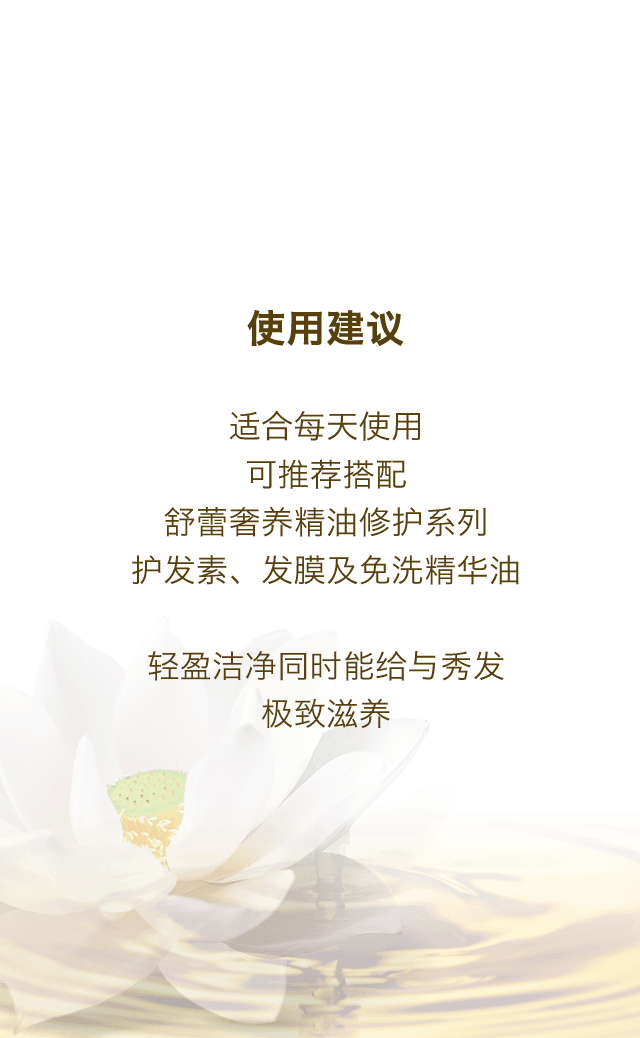 使用建议
适合每天使用
可推荐搭配
舒蕾奢养精油修护系列
护发素、发膜及免洗精华油
轻盈洁净同时能给与秀发
极致滋养